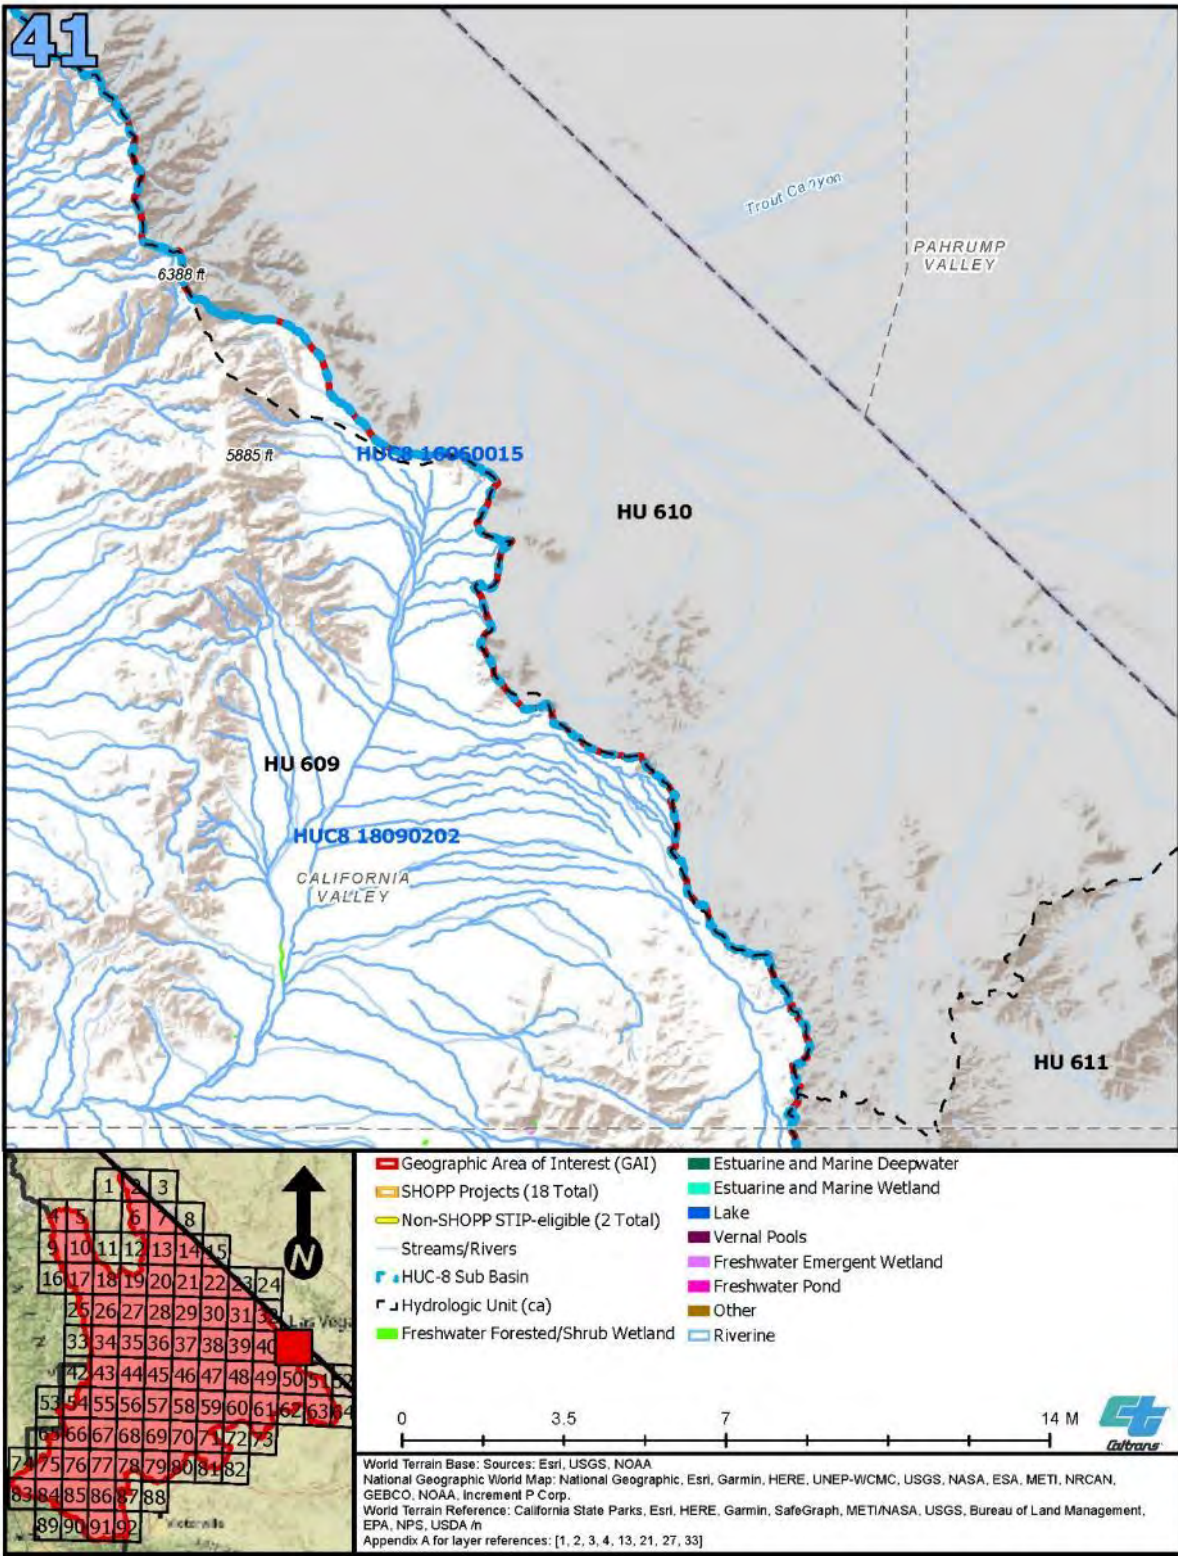 41
Trout Canyon
PAHRUMP
VALLEY
6388 ft
5885 ft
HUC8 16060015
HU 610
HU 609
HUC8 18090202
CALIFORNIA
VALLEY
HU 611
1 2 3
4 5 6 7 8
9 10 11 12 13 14 15
16 17 18 19 20 21 22 23 24
25 26 27 28 29 30 31 32
Las Vega
33 34 35 36 37 38 39 40
42 43 44 45 46 47 48 49 50 51 52
53 54 55 56 57 58 59 60 61 62 63 64
65 66 67 68 69 70 71 72 73
74 75 76 77 78 79 80 81 82
83 84 85 86 87 88
89 90 91 92
Victorville
N
Geographic Area of Interest (GAI)
SHOPP Projects (18 Total)
Non-SHOPP STIP-eligible (2 Total)
Streams/Rivers
HUC-8 Sub Basin
Hydrologic Unit (ca)
Freshwater Forested/Shrub Wetland
Estuarine and Marine Deepwater
Estuarine and Marine Wetland
Lake
Vernal Pools
Freshwater Emergent Wetland
Freshwater Pond
Other
Riverine
0 3.5 7 14 M
ct
Caltrans
World Terrain Base: Sources: Esri, USGS, NOAA
National Geographic World Map: National Geographic, Esri, Garmin, HERE, UNEP-WCMC, USGS, NASA, ESA, METI, NRCAN,
GEBCO, NOAA, increment P Corp.
World Terrain Reference: California State Parks, Esri, HERE, Garmin, SafeGraph, METI/NASA, USGS, Bureau of Land Management,
EPA, NPS, USDA /n
Appendix A for layer references: [1, 2, 3, 4, 13, 21, 27, 33]